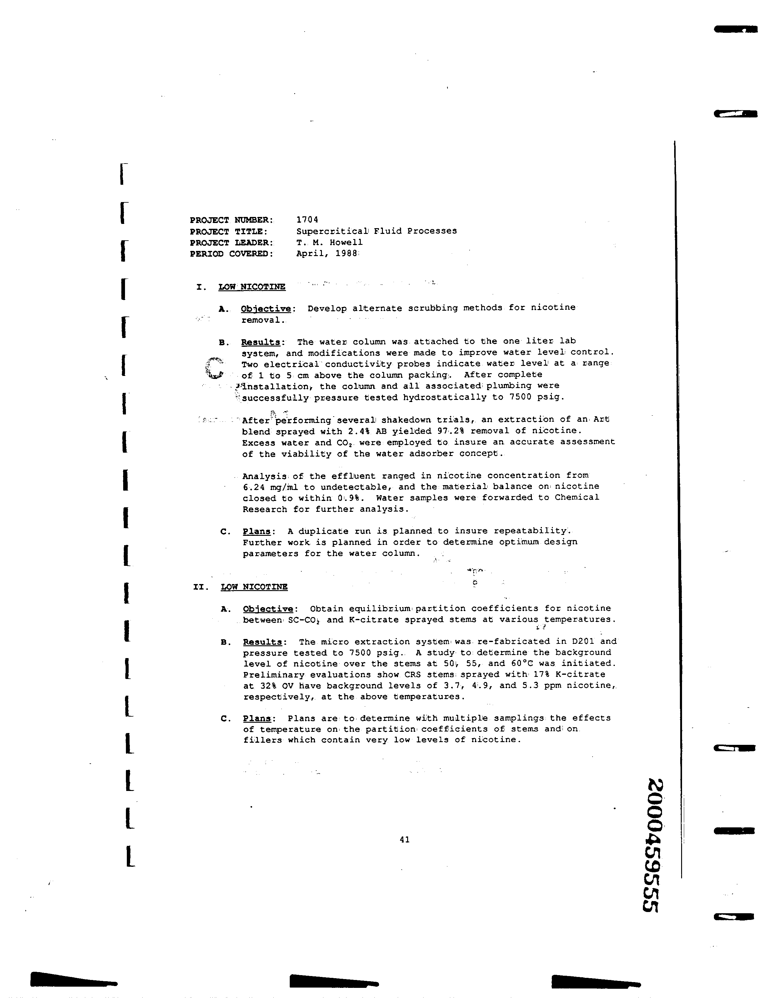 PROJECT NUMBER: 1704
PROJECT TITLE: Supercritical Fluid Processes
PROJECT LEADER: T. M. Howell
PERIOD COVERED: April, 1988
I. LOW NICOTINE
A. Objective: Develop alternate scrubbing methods for nicotine
removal.
B. Results: The water column was attached to the one liter lab
system, and modifications were made to improve water level control.
Two electrical conductivity probes indicate water level at a range
of 1 to 5 cm above the column packing. After complete
installation, the column and all associated plumbing were
successfully pressure tested hydrostatically to 7500 psig.
After performing several shakedown trials, an extraction of an Art
blend sprayed with 2.4% AB yielded 97.2% removal of nicotine.
Excess water and CO₂ were employed to insure an accurate assessment
of the viability of the water adsorber concept.
Analysis of the effluent ranged in nicotine concentration from
6.24 mg/ml to undetectable, and the material balance on nicotine
closed to within 0.9%. Water samples were forwarded to Chemical
Research for further analysis.
C. Plans: A duplicate run is planned to insure repeatability.
Further work is planned in order to determine optimum design
parameters for the water column.
II. LOW NICOTINE
A. Objective: Obtain equilibrium partition coefficients for nicotine
between SC-CO₂ and K-citrate sprayed stems at various temperatures.
B. Results: The micro extraction system was re-fabricated in D201 and
pressure tested to 7500 psig. A study to determine the background
level of nicotine over the stems at 50, 55, and 60°C was initiated.
Preliminary evaluations show CRS stems sprayed with 17% K-citrate
at 32% OV have background levels of 3.7, 4.9, and 5.3 ppm nicotine,
respectively, at the above temperatures.
C. Plans: Plans are to determine with multiple samplings the effects
of temperature on the partition coefficients of stems and on
fillers which contain very low levels of nicotine.
41
2000459555